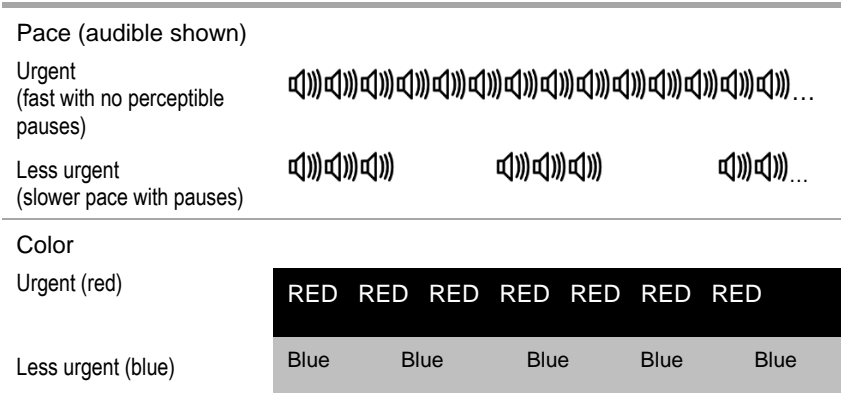 Pace (audible shown)
Urgent
(fast with no perceptible
pauses)
…
Less urgent
(slower pace with pauses)
…
Color
Urgent (red)
RED RED RED RED RED RED RED
Less urgent (blue)
Blue Blue Blue Blue Blue